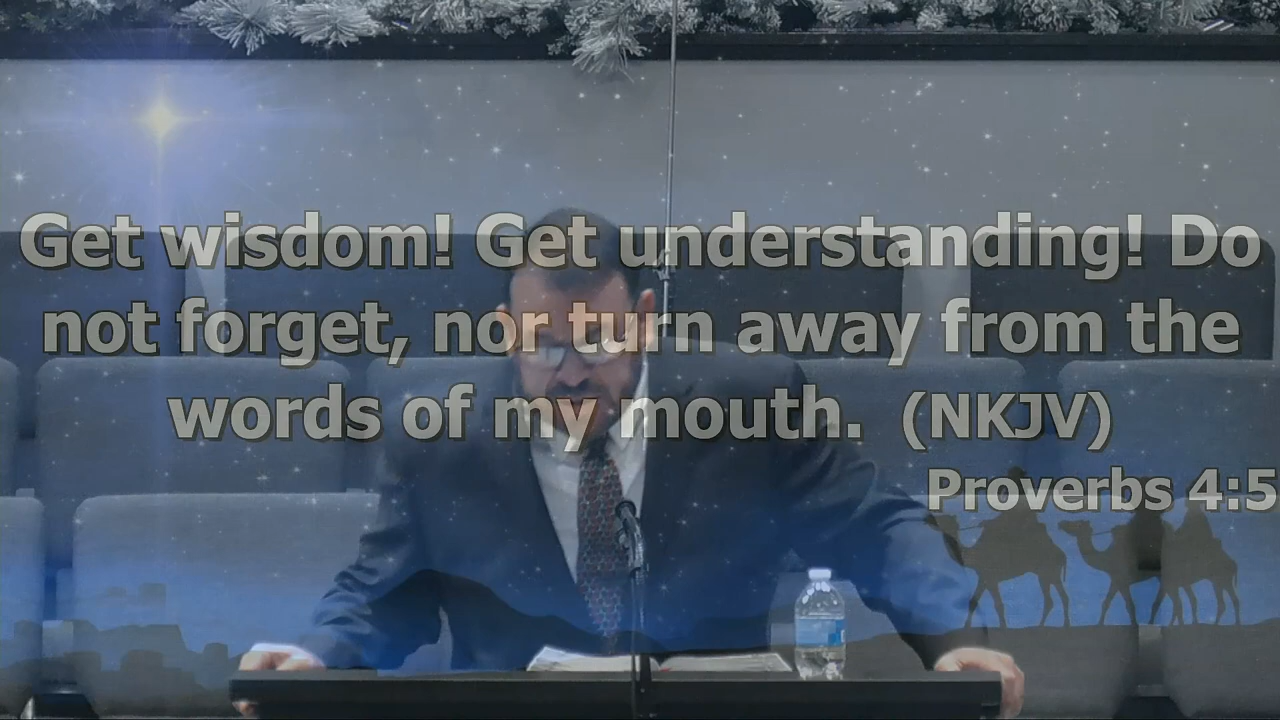 Get wisdom! Get understanding! Do
not forget, nor turn away from the
words of my mouth. (NKJV)
Proverbs 4:5